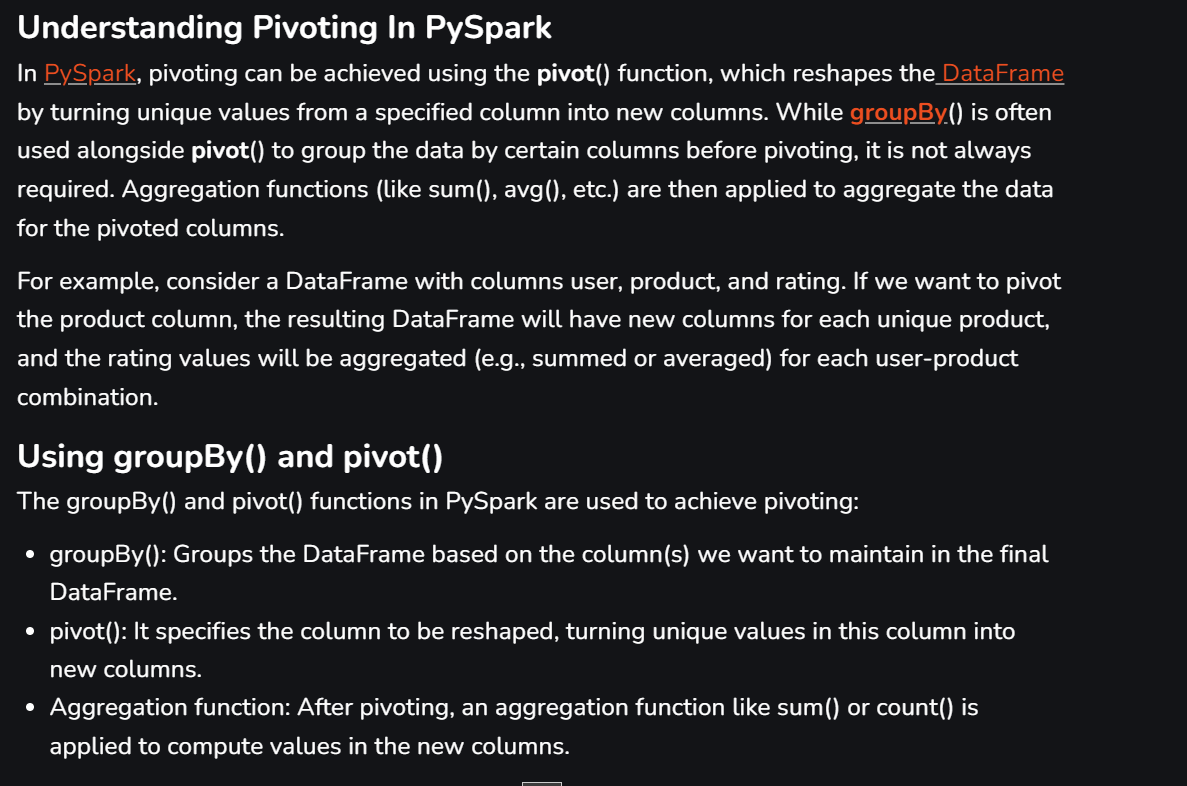 Understanding Pivoting In PySpark
In PySpark, pivoting can be achieved using the pivot() function, which reshapes the DataFrame
by turning unique values from a specified column into new columns. While groupBy() is often
used alongside pivot() to group the data by certain columns before pivoting, it is not always
required. Aggregation functions (like sum(), avg(), etc.) are then applied to aggregate the data
for the pivoted columns.
For example, consider a DataFrame with columns user, product, and rating. If we want to pivot
the product column, the resulting DataFrame will have new columns for each unique product,
and the rating values will be aggregated (e.g., summed or averaged) for each user-product
combination.
Using groupBy() and pivot()
The groupBy() and pivot() functions in PySpark are used to achieve pivoting:
• groupBy(): Groups the DataFrame based on the column(s) we want to maintain in the final
DataFrame.
• pivot(): It specifies the column to be reshaped, turning unique values in this column into
new columns.
• Aggregation function: After pivoting, an aggregation function like sum() or count() is
applied to compute values in the new columns.